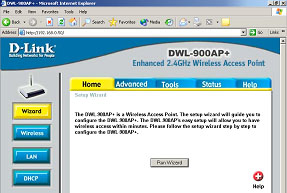 DWL-900AP+ - Microsoft Internet Explorer
File Edit View Favorites Tools Help
Back Search Favorites
Address http://192.168.0.50/ Go Links
D-Link
Building Networks for People
DWL-900AP+
Enhanced 2.4GHz Wireless Access Point
Home Advanced Tools Status Help
Setup Wizard
The DWL-900AP+ is a Wireless Access Point. The setup wizard will guide you to
configure the DWL-900AP+. The DWL-900AP's easy setup will allow you to
have wireless access within minutes. Please follow the setup wizard step by step to
configure the DWL-900AP+.
Run Wizard
Wizard
Wireless
LAN
DHCP
Help